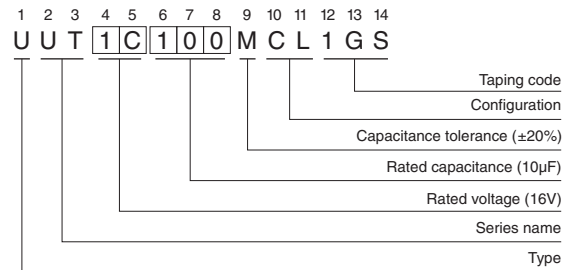 1 2 3 4 5 6 7 8 9 10 11 12 13 14
U U T 1 C 1 0 0 M C L 1 G S
Taping code
Configuration
Capacitance tolerance (±20%)
Rated capacitance (10µF)
Rated voltage (16V)
Series name
Type